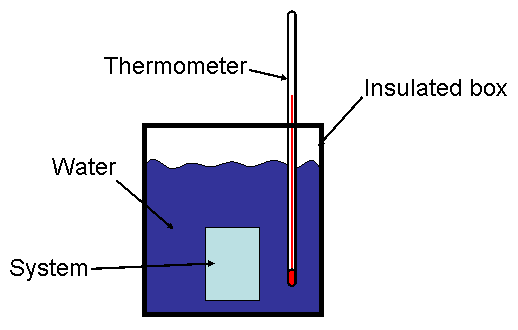 Thermometer
Insulated box
Water
System